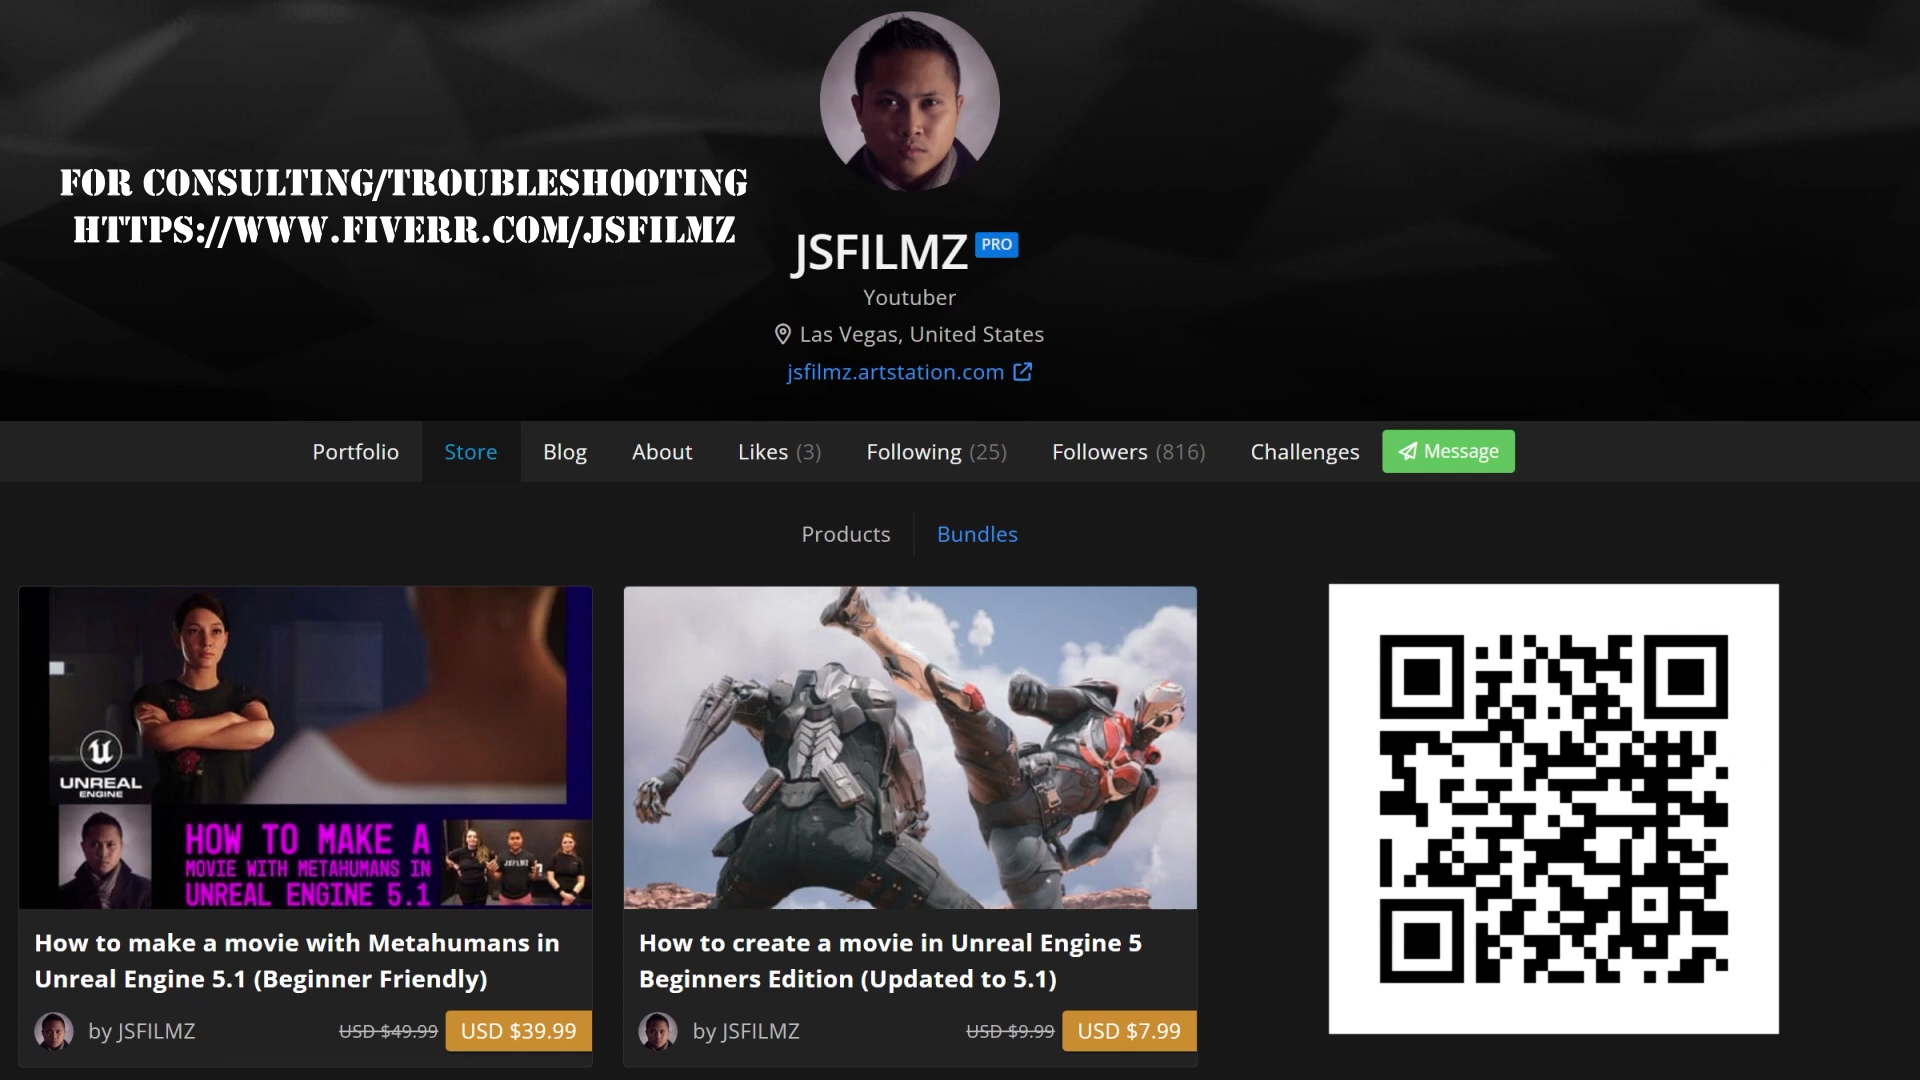 FOR CONSULTING/TROUBLESHOOTING
HTTPS://WWW.FIVERR.COM/JSFILMZ
JSFILMZ PRO
Youtuber
Las Vegas, United States
jsfilmz.artstation.com
Portfolio Store Blog About Likes (3) Following (25) Followers (816) Challenges Message
Products Bundles
UNREAL
ENGINE
HOW TO MAKE A
MOVIE WITH METAHUMANS IN
UNREAL ENGINE 5.1
JSFILMZ
How to make a movie with Metahumans in
Unreal Engine 5.1 (Beginner Friendly)
by JSFILMZ USD $49.99 USD $39.99
How to create a movie in Unreal Engine 5
Beginners Edition (Updated to 5.1)
by JSFILMZ USD $9.99 USD $7.99